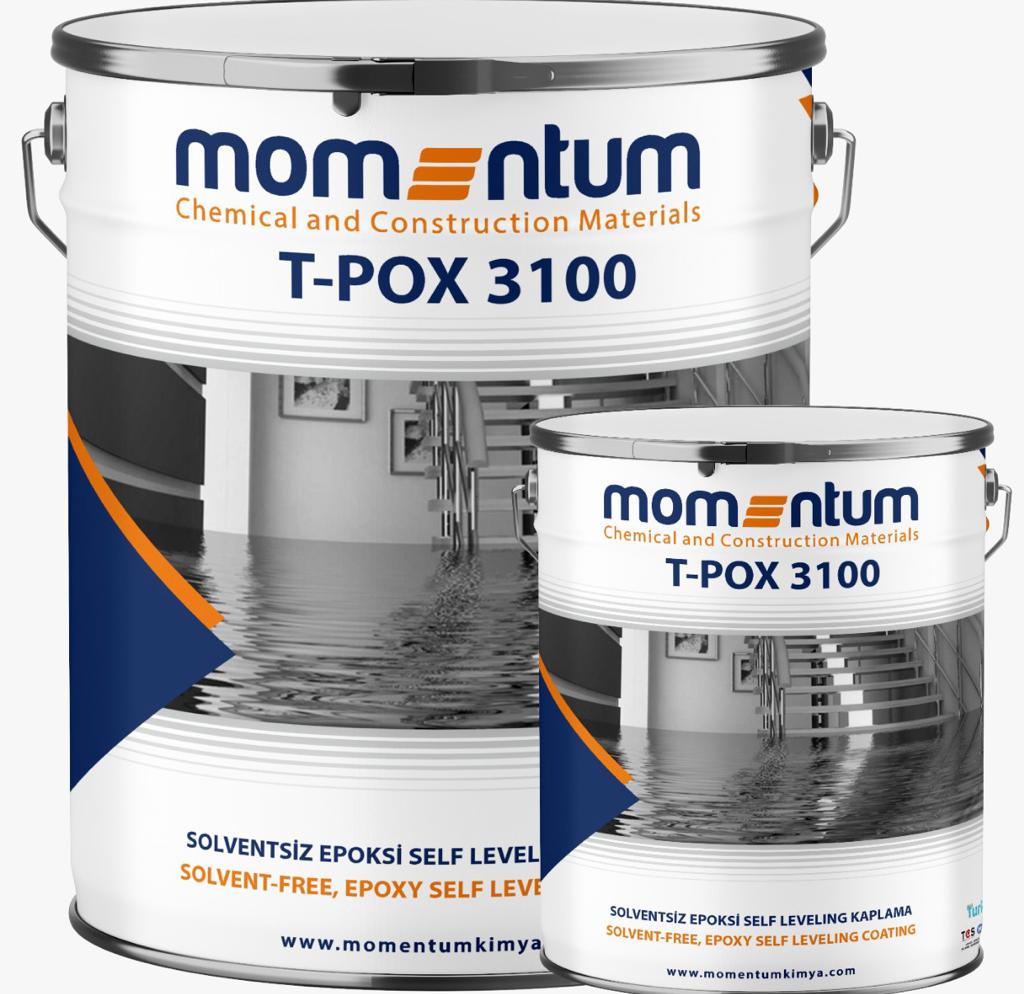 momentum
Chemical and Construction Materials
T-POX 3100
SOLVENTSİZ EPOKSİ SELF LEVEL
SOLVENT-FREE, EPOXY SELF LEVE
www.momentumkimya
momentum
Chemical and Construction Materials
T-POX 3100
SOLVENTSİZ EPOKSİ SELF LEVELING KAPLAMA
SOLVENT-FREE, EPOXY SELF LEVELING COATING
www.momentumkimya.com